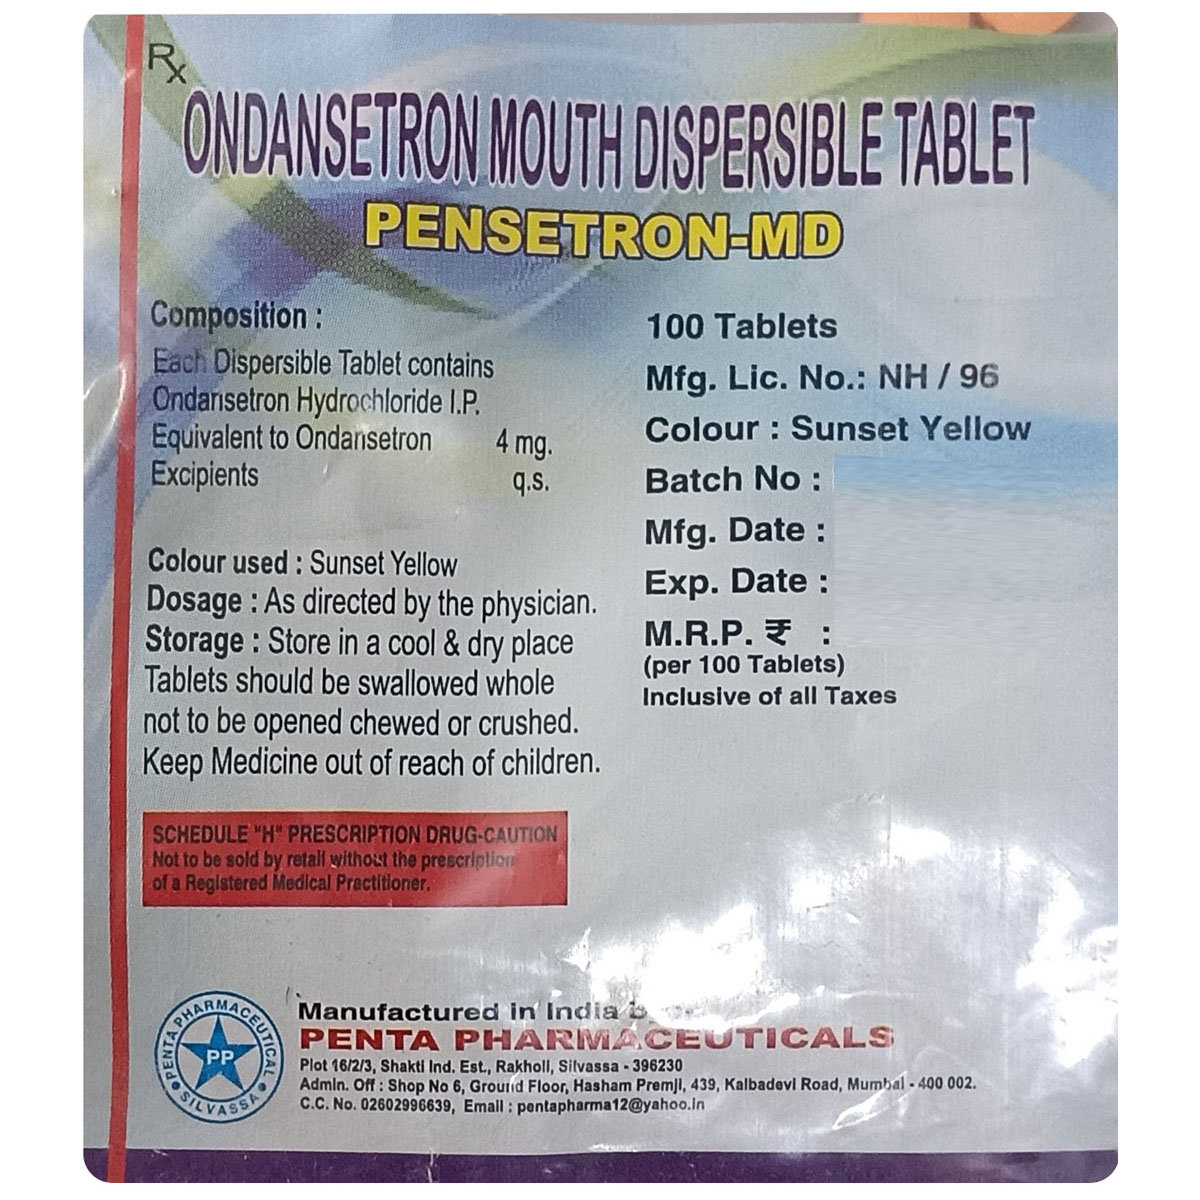 Rx
ONDANSETRON MOUTH DISPERSIBLE TABLET
PENSETRON-MD
Composition :
Each Dispersible Tablet contains
Ondansetron Hydrochloride I.P.
Equivalent to Ondansetron 4 mg.
Excipients q.s.
Colour used : Sunset Yellow
Dosage : As directed by the physician.
Storage : Store in a cool & dry place
Tablets should be swallowed whole
not to be opened chewed or crushed.
Keep Medicine out of reach of children.
100 Tablets
Mfg. Lic. No.: NH / 96
Colour : Sunset Yellow
Batch No :
Mfg. Date :
Exp. Date :
M.R.P. ₹ :
(per 100 Tablets)
Inclusive of all Taxes
SCHEDULE "H" PRESCRIPTION DRUG-CAUTION
Not to be sold by retail without the prescription
of a Registered Medical Practitioner.
PENTA PHARMACEUTICAL
PP
SILVASSA
Manufactured in India
PENTA PHARMACEUTICALS
Plot 16/2/3, Shakti Ind. Est., Rakholi, Silvassa - 396230
Admin. Off : Shop No 6, Ground Floor, Hasham Premji, 439, Kalbadevi Road, Mumbai - 400 002.
C.C. No. 02602996639, Email : pentapharma12@yahoo.in